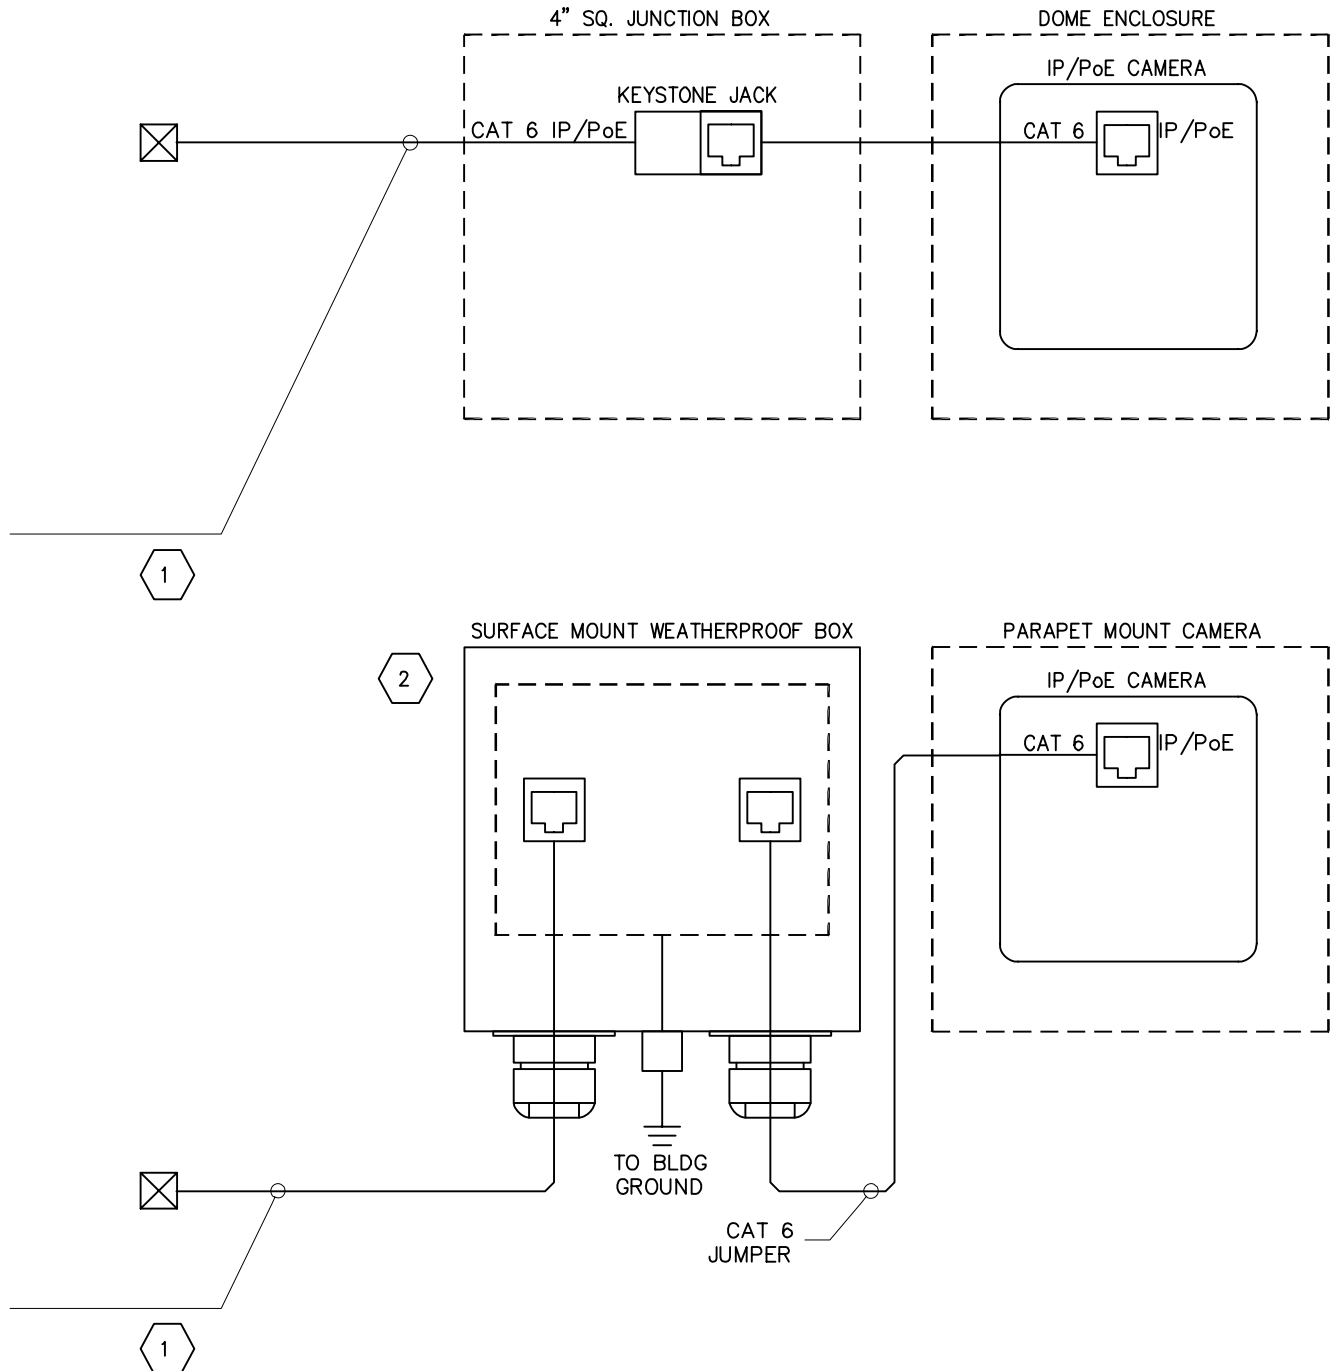 4" SQ. JUNCTION BOX
DOME ENCLOSURE
IP/PoE CAMERA
KEYSTONE JACK
CAT 6 IP/PoE
CAT 6
IP/PoE
1
SURFACE MOUNT WEATHERPROOF BOX
PARAPET MOUNT CAMERA
2
IP/PoE CAMERA
CAT 6
IP/PoE
TO BLDG
GROUND
CAT 6
JUMPER
1